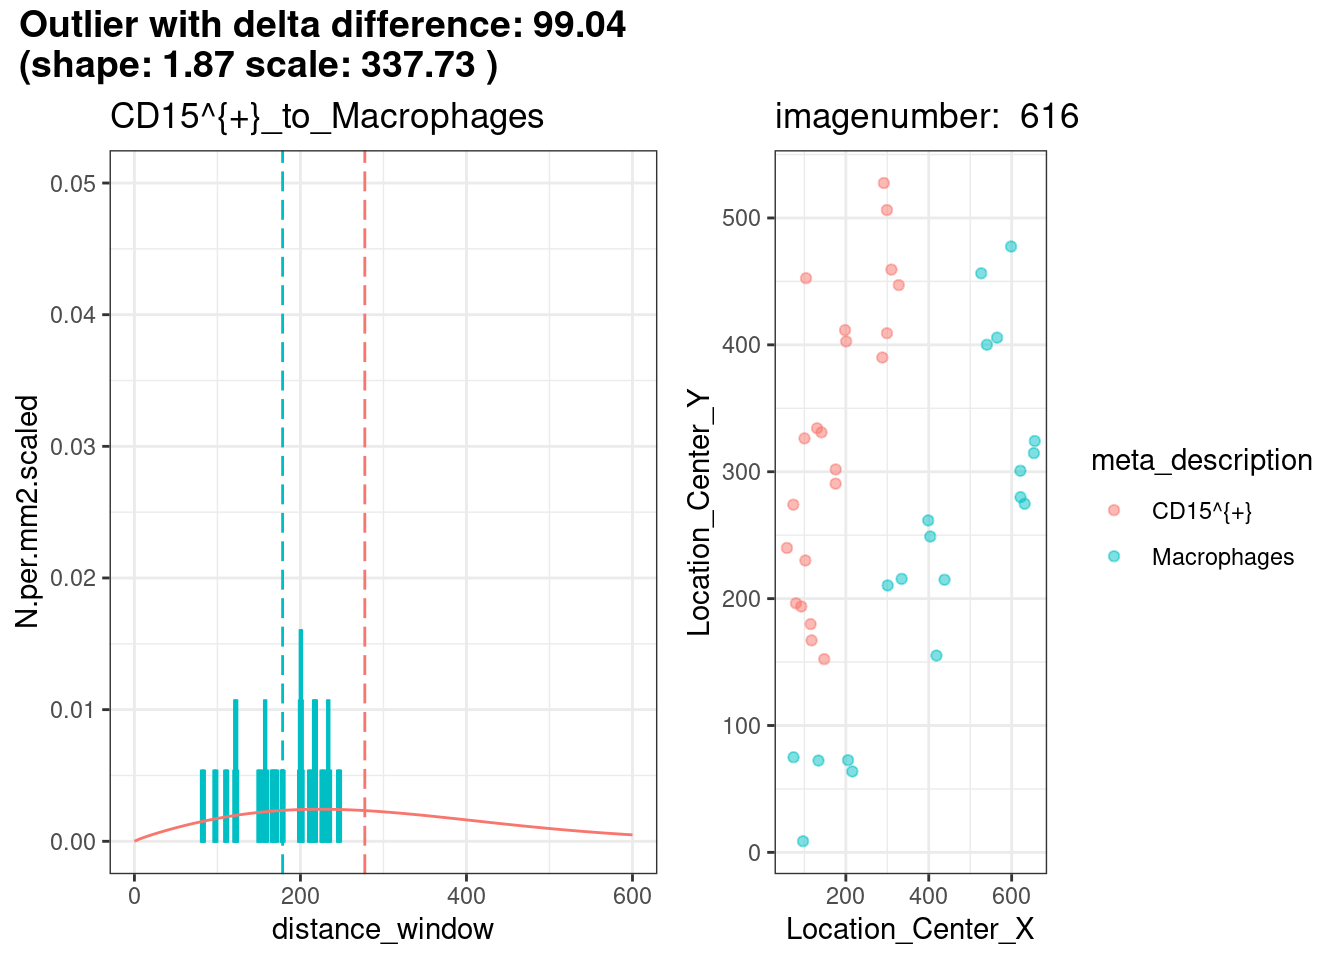 Outlier with delta difference: 99.04
(shape: 1.87 scale: 337.73 )
CD15^{+}_to_Macrophages
N.per.mm2.scaled
0.05
0.04
0.03
0.02
0.01
0.00
0 200 400 600
distance_window
imagenumber:  616
Location_Center_Y
500
400
300
200
100
0
200 400 600
Location_Center_X
meta_description
CD15^{+}
Macrophages